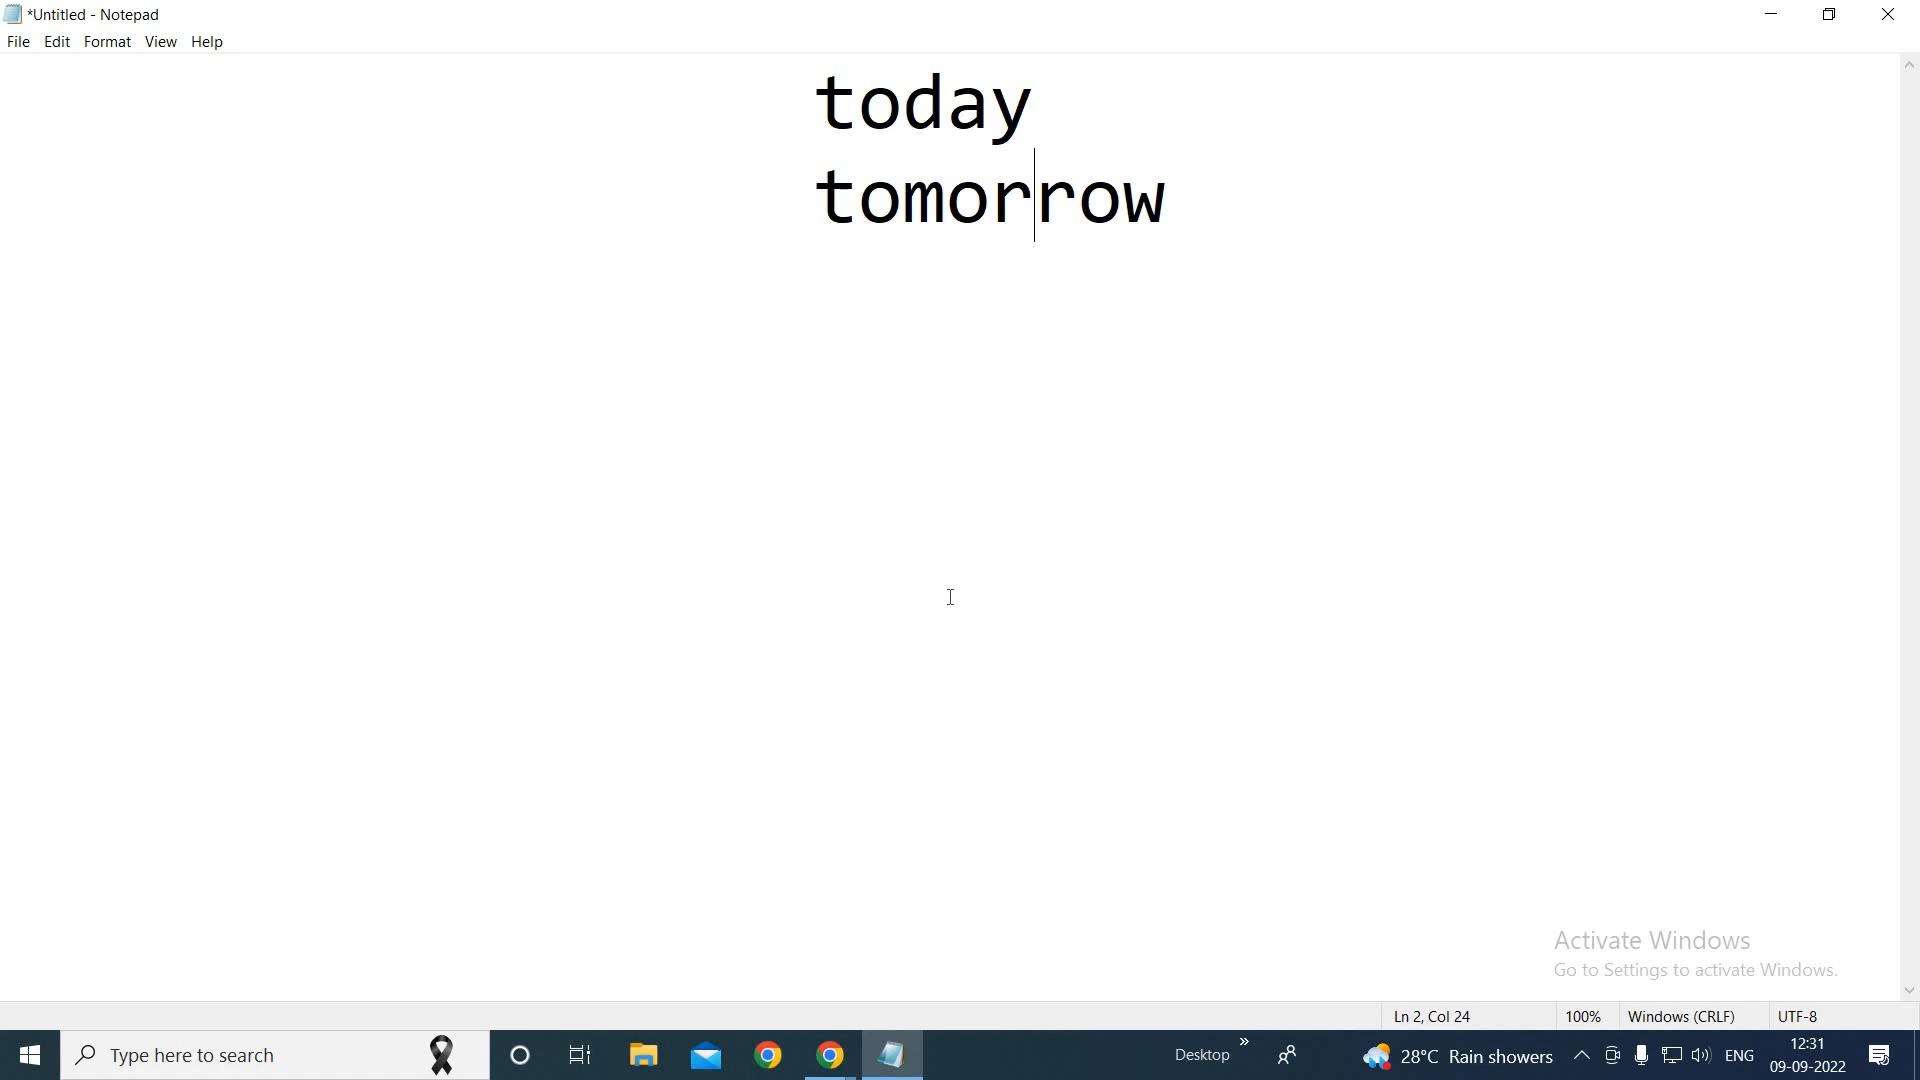 *Untitled - Notepad
File Edit Format View Help
today
tomorrow
Activate Windows
Go to Settings to activate Windows.
Ln 2, Col 24 100% Windows (CRLF) UTF-8
Type here to search Desktop » 28°C Rain showers ENG 12:31
09-09-2022